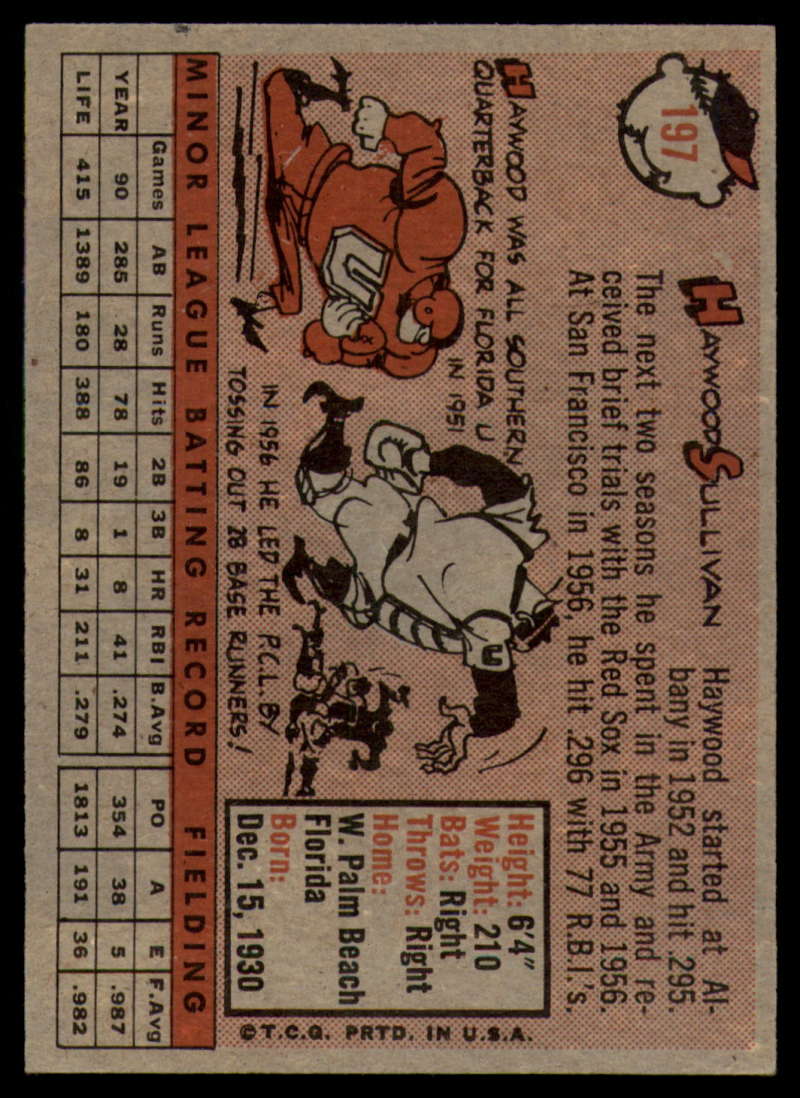 197
HAYWOOD SULLIVAN
Haywood started at Al-
bany in 1952 and hit .295.
The next two seasons he spent in the Army and re-
ceived brief trials with the Red Sox in 1955 and 1956.
At San Francisco in 1956, he hit .296 with 77 R.B.I.'s.
HAYWOOD WAS ALL SOUTHERN
QUARTERBACK FOR FLORIDA U
IN 1951
U
IN 1956 HE LED THE P.C.L. BY
TOSSING OUT 28 BASE RUNNERS!
Height: 6'4"
Weight: 210
Bats: Right
Throws: Right
Home:
W. Palm Beach
Florida
Born:
Dec. 15, 1930
©T.C.G. PRTD. IN U.S.A.
MINOR LEAGUE BATTING RECORD FIELDING
Games AB Runs Hits 2B 3B HR RBI B.Avg PO A E F.Avg
YEAR 90 285 28 78 19 1 8 41 .274 354 38 5 .987
LIFE 415 1389 180 388 86 8 31 211 .279 1813 191 36 .982